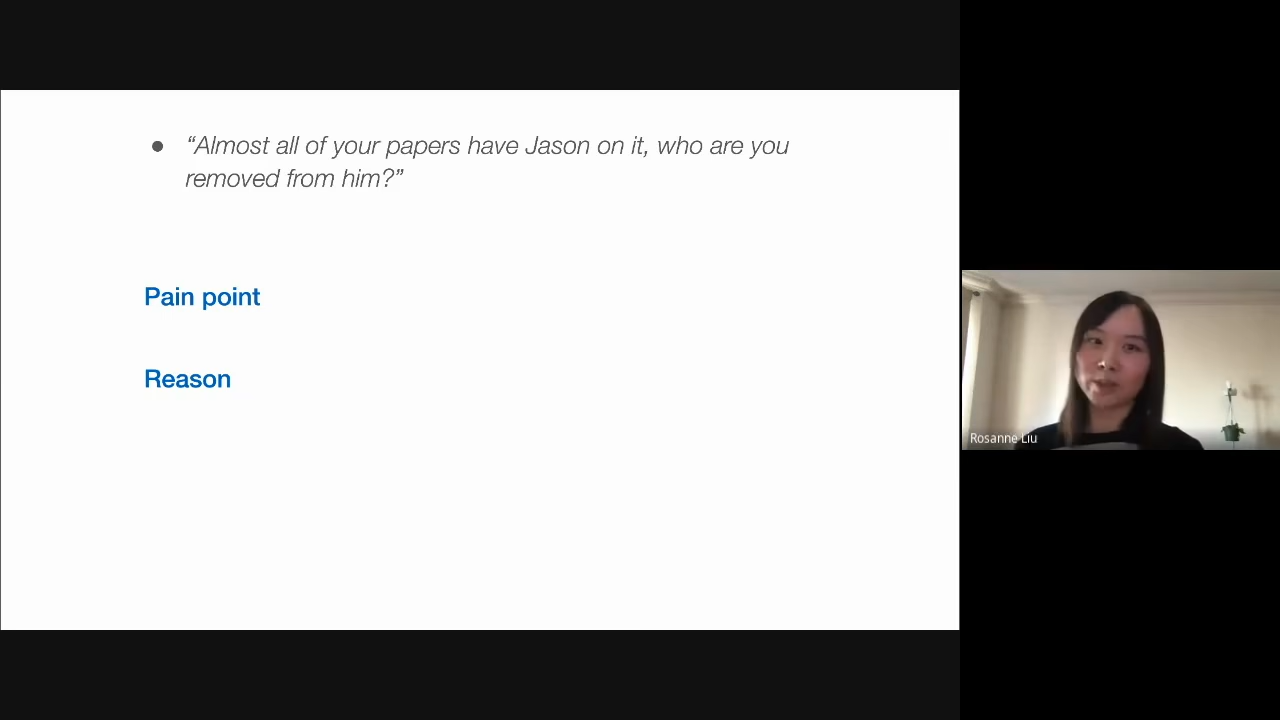 ● “Almost all of your papers have Jason on it, who are you
removed from him?”
Pain point
Reason
Rosanne Liu